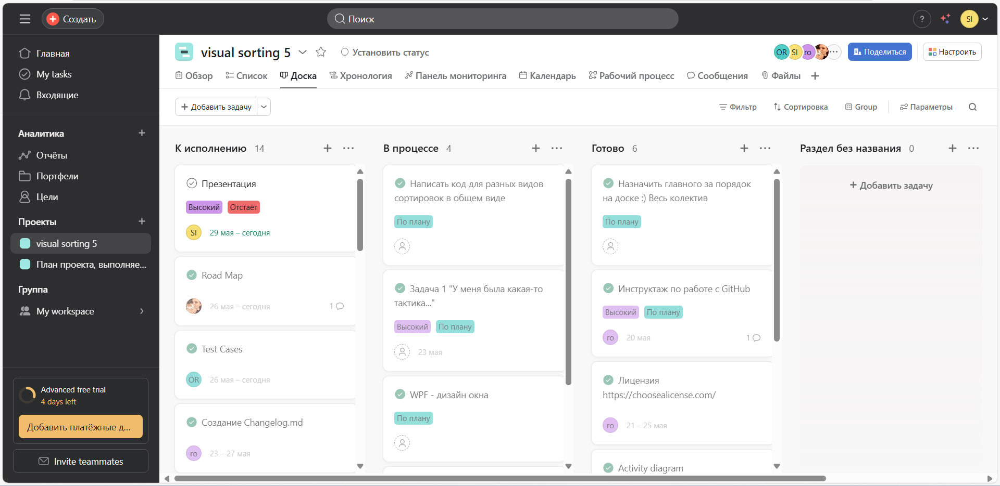 Создать
Поиск
?
SI
Главная
My tasks
Входящие
Аналитика
Отчёты
Портфели
Цели
Проекты
visual sorting 5
План проекта, выполняе...
Группа
My workspace
Advanced free trial
4 days left
Добавить платёжные д...
Invite teammates
visual sorting 5
Установить статус
OR SI ro
Поделиться
Настроить
Обзор Список Доска Хронология Панель мониторинга Календарь Рабочий процесс Сообщения Файлы
Добавить задачу
Фильтр Сортировка Group Параметры
К исполнению 14
Презентация
Высокий Отстаёт
SI 29 мая – сегодня
Road Map
26 мая – сегодня 1
Test Cases
OR 26 мая – сегодня
Создание Changelog.md
ro 23 – 27 мая
В процессе 4
Написать код для разных видов
сортировок в общем виде
По плану
Задача 1 "У меня была какая-то
тактика..."
Высокий По плану
23 мая
WPF - дизайн окна
По плану
Готово 6
Назначить главного за порядок
на доске :) Весь колектив
По плану
Инструктаж по работе с GitHub
Высокий По плану
ro 20 мая 1
Лицензия
https://choosealicense.com/
ro 21 – 25 мая
Activity diagram
Раздел без названия 0
Добавить задачу